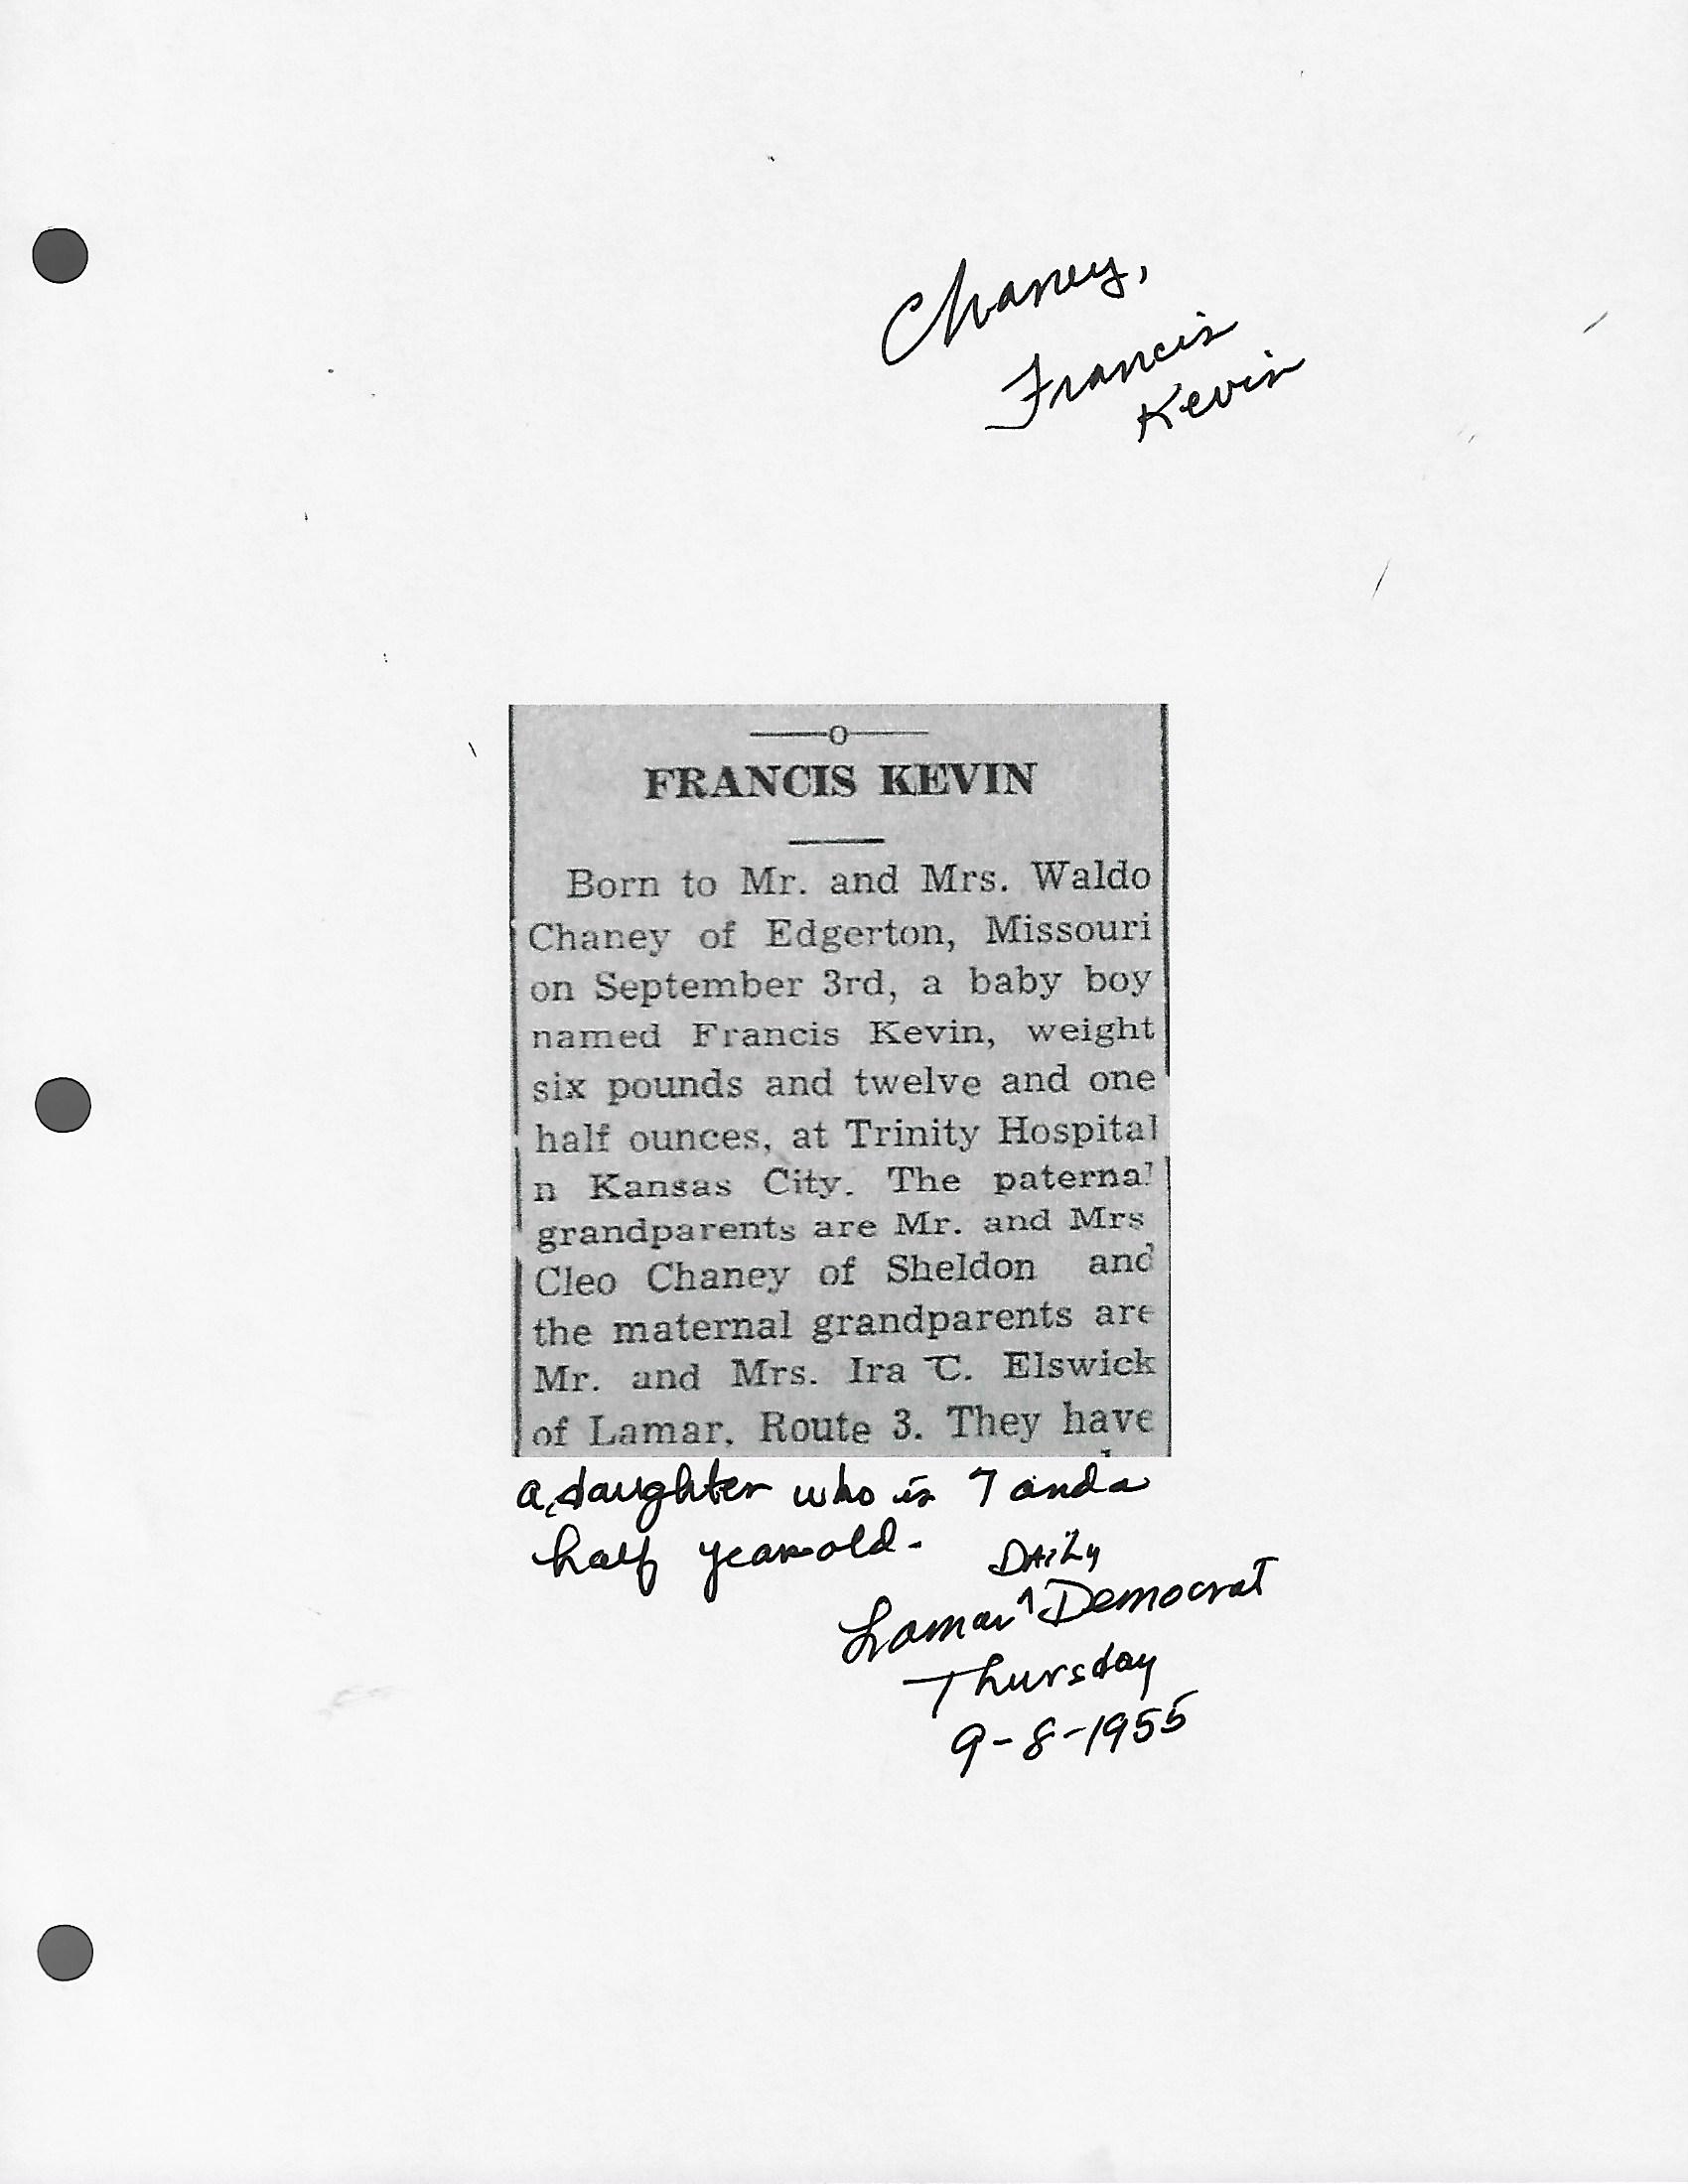 Chaney,
Francis
Kevin
FRANCIS KEVIN
Born to Mr. and Mrs. Waldo
Chaney of Edgerton, Missouri
on September 3rd, a baby boy
named Francis Kevin, weight
six pounds and twelve and one
half ounces, at Trinity Hospital
n Kansas City. The paternal
grandparents are Mr. and Mrs
Cleo Chaney of Sheldon and
the maternal grandparents are
Mr. and Mrs. Ira C. Elswick
of Lamar, Route 3. They have
a daughter who is 7 and a
half years old.
Daily
Lamar ^ Democrat
Thursday
9-8-1955